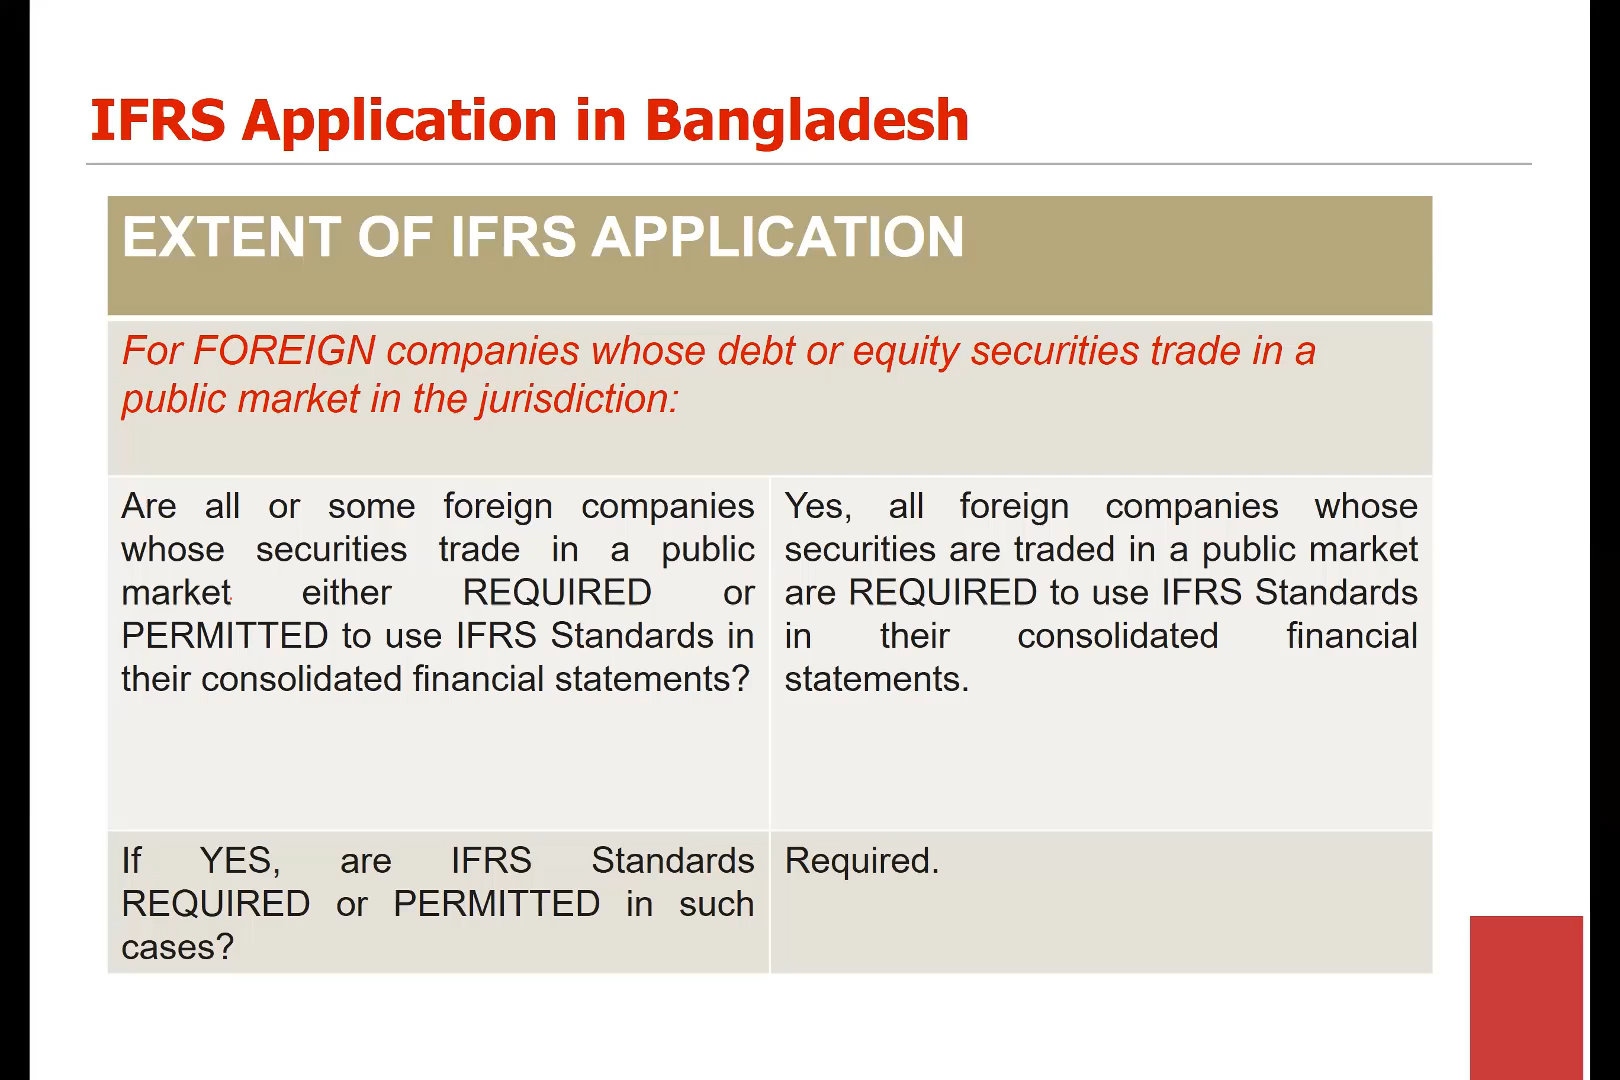 IFRS Application in Bangladesh
EXTENT OF IFRS APPLICATION
For FOREIGN companies whose debt or equity securities trade in a
public market in the jurisdiction:
Are all or some foreign companies
whose securities trade in a public
market either REQUIRED or
PERMITTED to use IFRS Standards in
their consolidated financial statements?
Yes, all foreign companies whose
securities are traded in a public market
are REQUIRED to use IFRS Standards
in their consolidated financial
statements.
If YES, are IFRS Standards
REQUIRED or PERMITTED in such
cases?
Required.